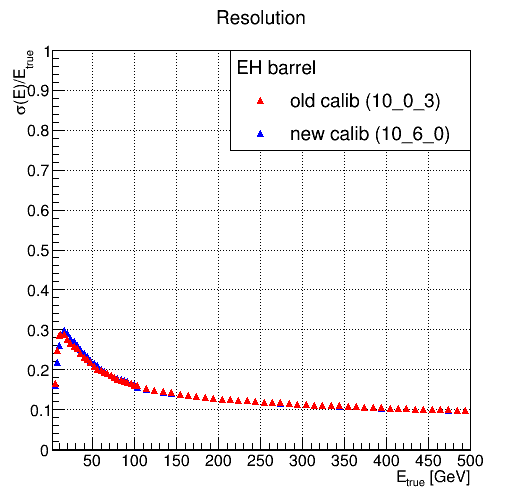 Resolution
σ(E)/E_true
1
0.9
0.8
0.7
0.6
0.5
0.4
0.3
0.2
0.1
0
EH barrel
old calib (10_0_3)
new calib (10_6_0)
50 100 150 200 250 300 350 400 450 500
E_true [GeV]